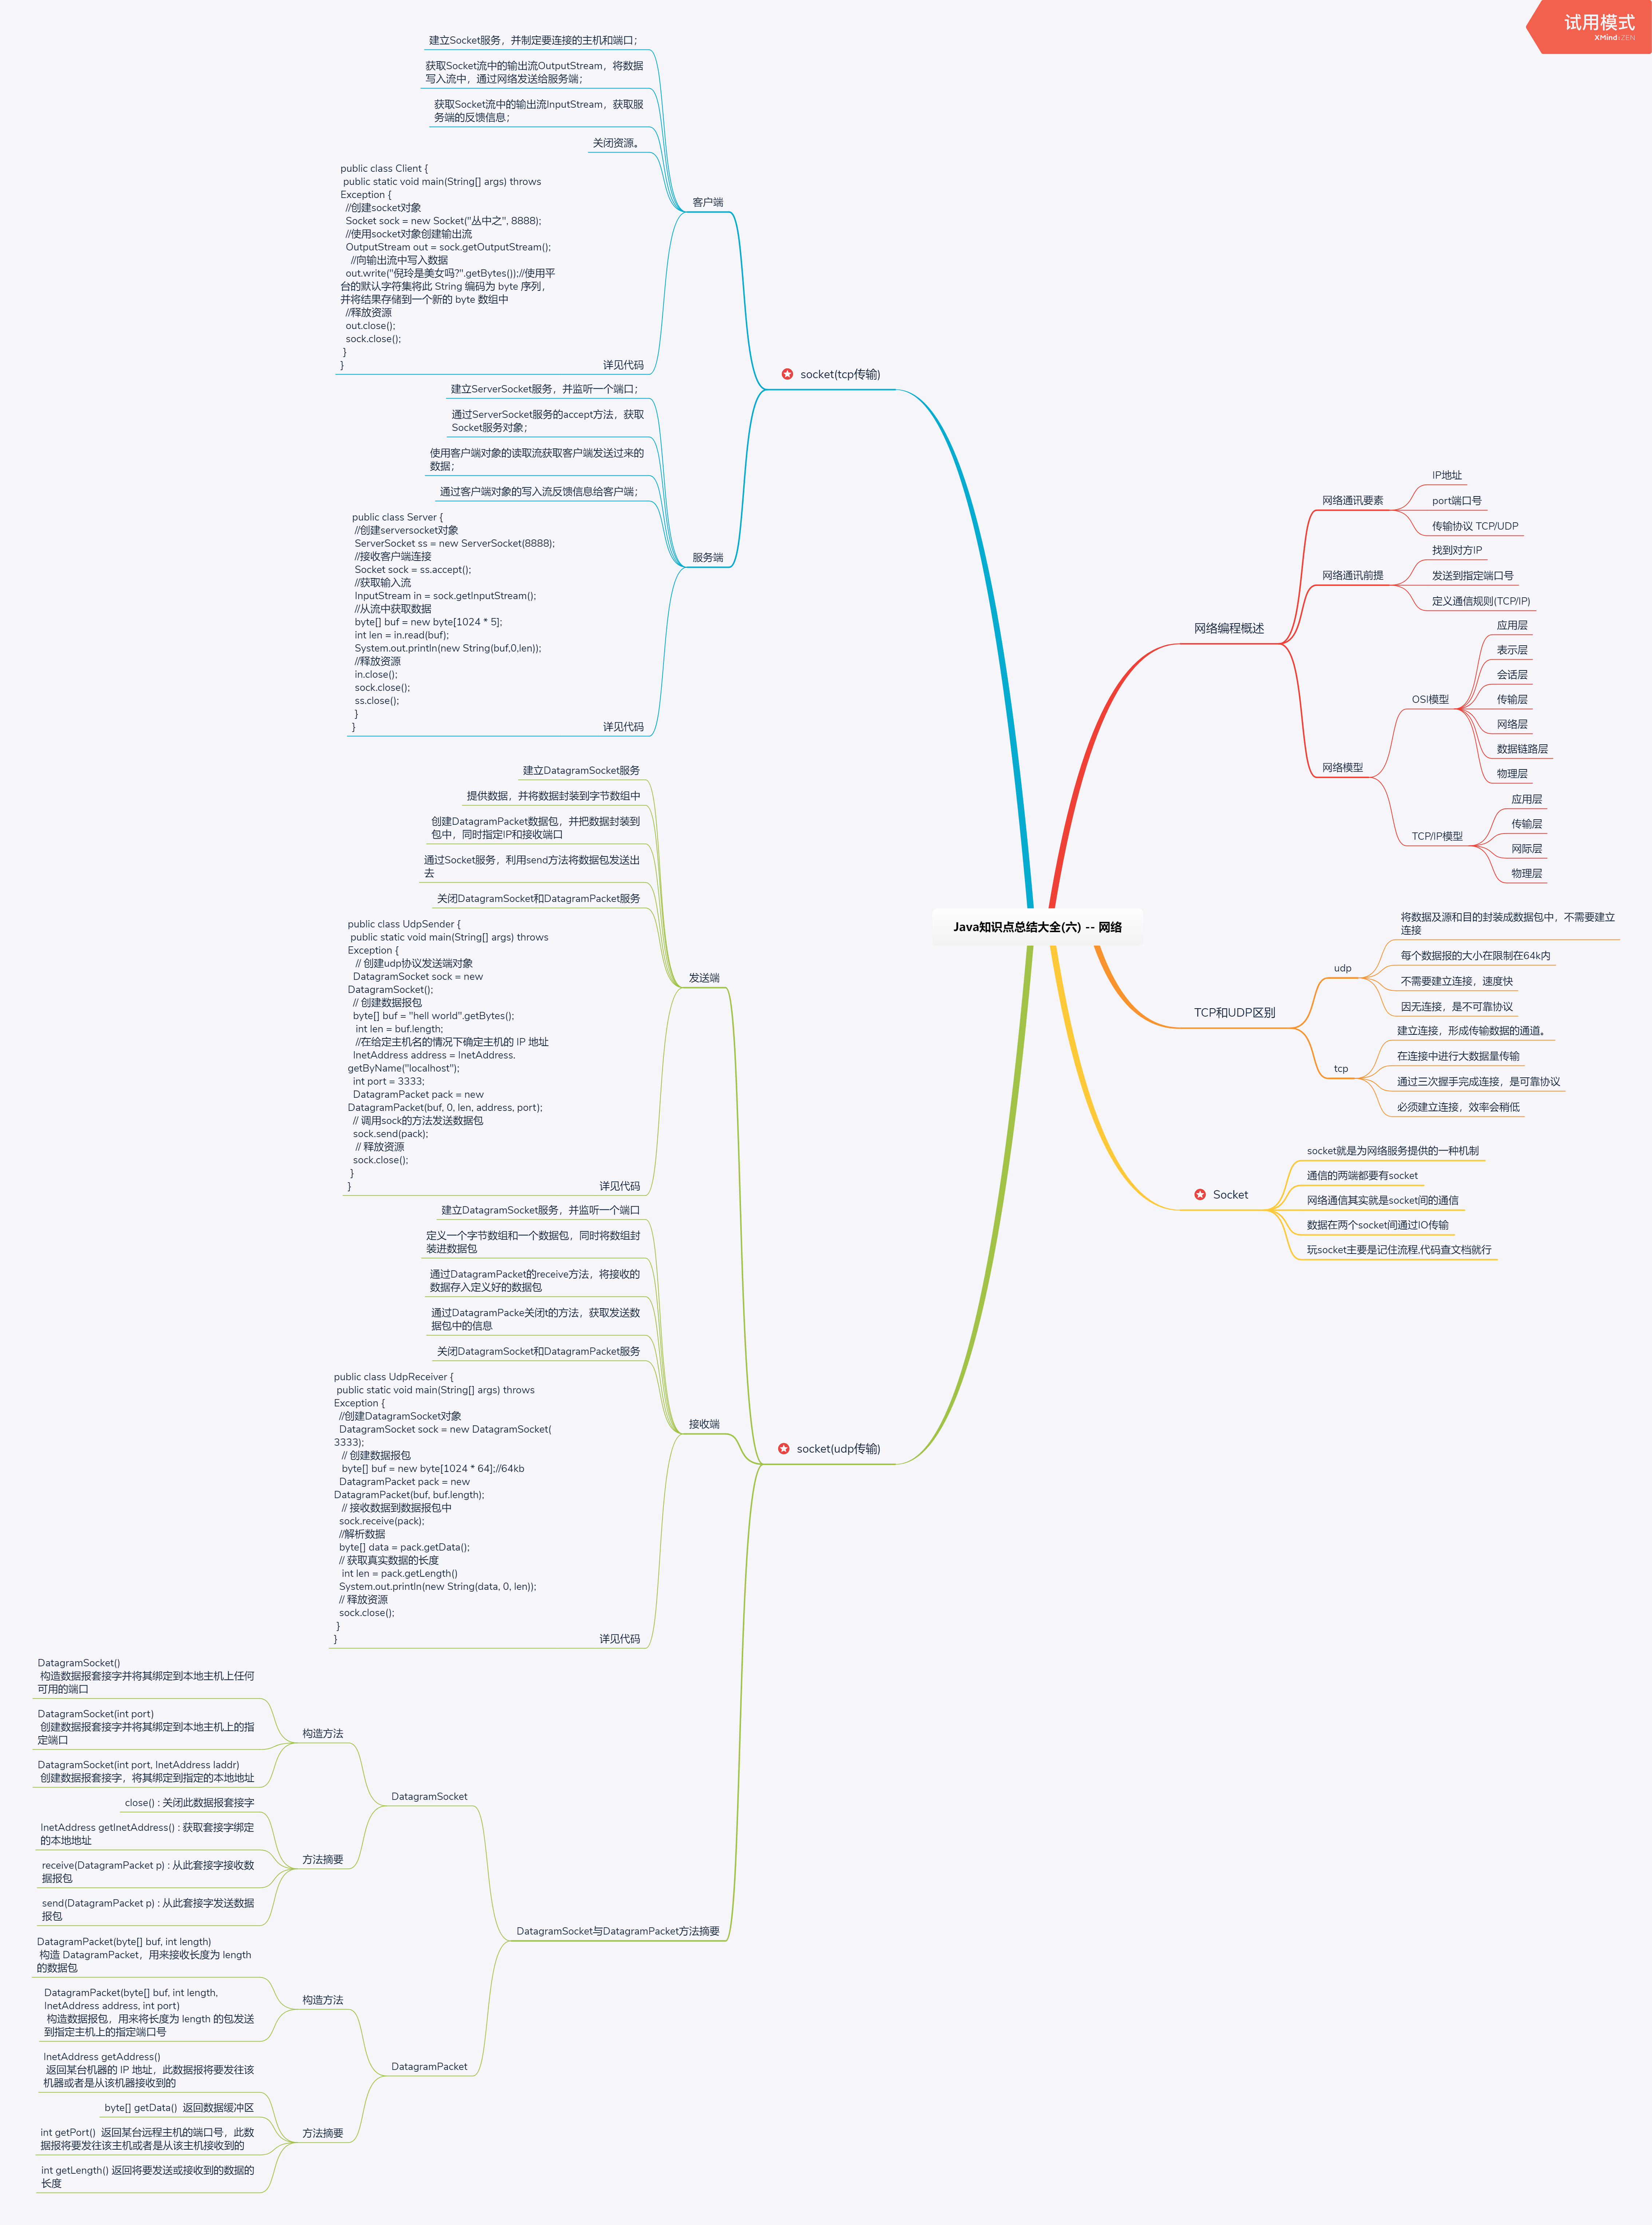 试用模式
XMind:ZEN
Java知识点总结大全(六) -- 网络
网络编程概述
网络通讯要素
IP地址
port端口号
传输协议 TCP/UDP
网络通讯前提
找到对方IP
发送到指定端口号
定义通信规则(TCP/IP)
网络模型
OSI模型
应用层
表示层
会话层
传输层
网络层
数据链路层
物理层
TCP/IP模型
应用层
传输层
网际层
物理层
TCP和UDP区别
udp
将数据及源和目的封装成数据包中，不需要建立
连接
每个数据报的大小在限制在64k内
不需要建立连接，速度快
因无连接，是不可靠协议
tcp
建立连接，形成传输数据的通道。
在连接中进行大数据量传输
通过三次握手完成连接，是可靠协议
必须建立连接，效率会稍低
Socket
socket就是为网络服务提供的一种机制
通信的两端都要有socket
网络通信其实就是socket间的通信
数据在两个socket间通过IO传输
玩socket主要是记住流程,代码查文档就行
socket(tcp传输)
客户端
建立Socket服务，并制定要连接的主机和端口；
获取Socket流中的输出流OutputStream，将数据
写入流中，通过网络发送给服务端；
获取Socket流中的输出流InputStream，获取服
务端的反馈信息；
关闭资源。
public class Client {
public static void main(String[] args) throws
Exception {
//创建socket对象
Socket sock = new Socket("丛中之", 8888);
//使用socket对象创建输出流
OutputStream out = sock.getOutputStream();
//向输出流中写入数据
out.write("倪玲是美女吗?".getBytes());//使用平
台的默认字符集将此 String 编码为 byte 序列，
并将结果存储到一个新的 byte 数组中
//释放资源
out.close();
sock.close();
}
}
详见代码
服务端
建立ServerSocket服务，并监听一个端口；
通过ServerSocket服务的accept方法，获取
Socket服务对象；
使用客户端对象的读取流获取客户端发送过来的
数据；
通过客户端对象的写入流反馈信息给客户端；
public class Server {
//创建serversocket对象
ServerSocket ss = new ServerSocket(8888);
//接收客户端连接
Socket sock = ss.accept();
//获取输入流
InputStream in = sock.getInputStream();
//从流中获取数据
byte[] buf = new byte[1024 * 5];
int len = in.read(buf);
System.out.println(new String(buf,0,len));
//释放资源
in.close();
sock.close();
ss.close();
}
}
详见代码
socket(udp传输)
发送端
建立DatagramSocket服务
提供数据，并将数据封装到字节数组中
创建DatagramPacket数据包，并把数据封装到
包中，同时指定IP和接收端口
通过Socket服务，利用send方法将数据包发送出
去
关闭DatagramSocket和DatagramPacket服务
public class UdpSender {
public static void main(String[] args) throws
Exception {
// 创建udp协议发送端对象
DatagramSocket sock = new
DatagramSocket();
// 创建数据报包
byte[] buf = "hell world".getBytes();
int len = buf.length;
//在给定主机名的情况下确定主机的 IP 地址
InetAddress address = InetAddress.
getByName("localhost");
int port = 3333;
DatagramPacket pack = new
DatagramPacket(buf, 0, len, address, port);
// 调用sock的方法发送数据包
sock.send(pack);
// 释放资源
sock.close();
}
}
详见代码
接收端
建立DatagramSocket服务，并监听一个端口
定义一个字节数组和一个数据包，同时将数组封
装进数据包
通过DatagramPacket的receive方法，将接收的
数据存入定义好的数据包
通过DatagramPacke关闭t的方法，获取发送数
据包中的信息
关闭DatagramSocket和DatagramPacket服务
public class UdpReceiver {
public static void main(String[] args) throws
Exception {
//创建DatagramSocket对象
DatagramSocket sock = new DatagramSocket(
3333);
// 创建数据报包
byte[] buf = new byte[1024 * 64];//64kb
DatagramPacket pack = new
DatagramPacket(buf, buf.length);
// 接收数据到数据报包中
sock.receive(pack);
//解析数据
byte[] data = pack.getData();
// 获取真实数据的长度
int len = pack.getLength()
System.out.println(new String(data, 0, len));
// 释放资源
sock.close();
}
}
详见代码
DatagramSocket与DatagramPacket方法摘要
DatagramSocket
构造方法
DatagramSocket()
构造数据报套接字并将其绑定到本地主机上任何
可用的端口
DatagramSocket(int port)
创建数据报套接字并将其绑定到本地主机上的指
定端口
DatagramSocket(int port, InetAddress laddr)
创建数据报套接字，将其绑定到指定的本地地址
方法摘要
close() : 关闭此数据报套接字
InetAddress getInetAddress() : 获取套接字绑定
的本地地址
receive(DatagramPacket p) : 从此套接字接收数
据报包
send(DatagramPacket p) : 从此套接字发送数据
报包
DatagramPacket
构造方法
DatagramPacket(byte[] buf, int length)
构造 DatagramPacket，用来接收长度为 length
的数据包
DatagramPacket(byte[] buf, int length,
InetAddress address, int port)
构造数据报包，用来将长度为 length 的包发送
到指定主机上的指定端口号
方法摘要
InetAddress getAddress()
返回某台机器的 IP 地址，此数据报将要发往该
机器或者是从该机器接收到的
byte[] getData() 返回数据缓冲区
int getPort() 返回某台远程主机的端口号，此数
据报将要发往该主机或者是从该主机接收到的
int getLength() 返回将要发送或接收到的数据的
长度